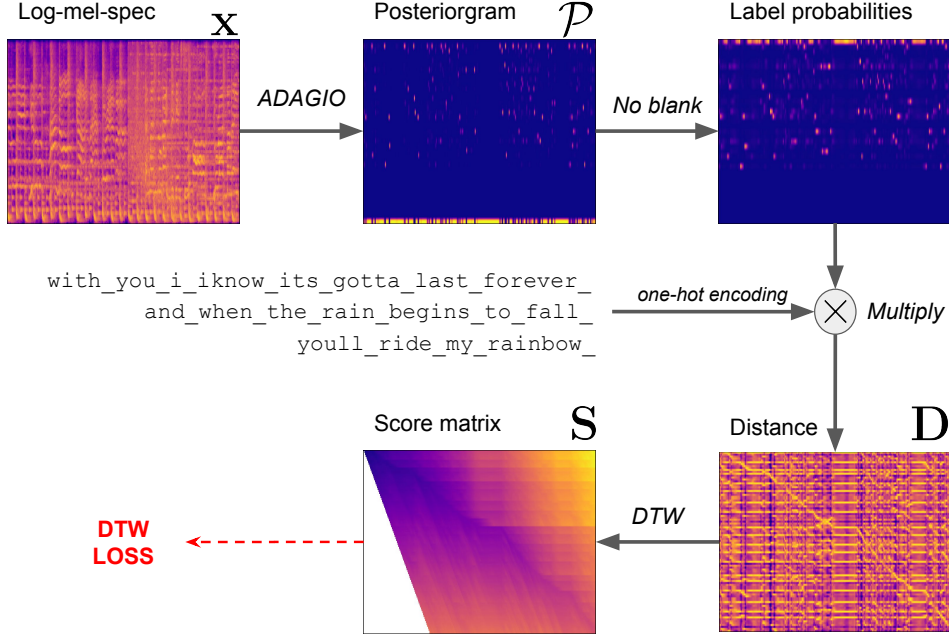 Log-mel-spec x Posteriorgram 𝒫 Label probabilities
ADAGIO No blank
with_you_i_iknow_its_gotta_last_forever_
and_when_the_rain_begins_to_fall_
youll_ride_my_rainbow_
one-hot encoding × Multiply
Score matrix S Distance D
DTW
LOSS
DTW